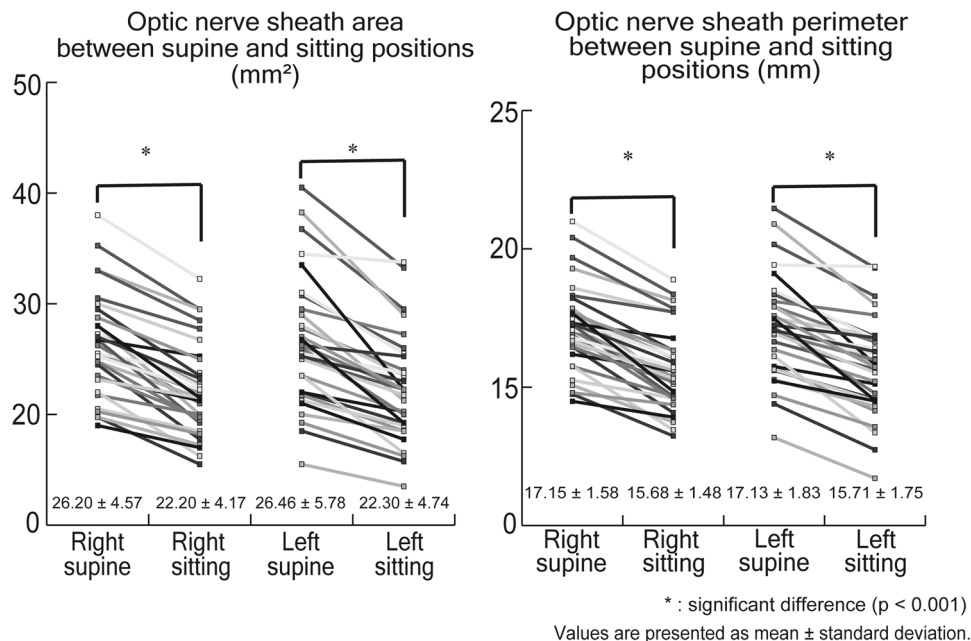 Optic nerve sheath area
between supine and sitting positions
(mm²)
50
40
30
20
0
*
*
26.20 ± 4.57 22.20 ± 4.17 26.46 ± 5.78 22.30 ± 4.74
Right supine
Right sitting
Left supine
Left sitting
Optic nerve sheath perimeter
between supine and sitting
positions (mm)
25
20
15
0
*
*
17.15 ± 1.58 15.68 ± 1.48 17.13 ± 1.83 15.71 ± 1.75
Right supine
Right sitting
Left supine
Left sitting
* : significant difference (p < 0.001)
Values are presented as mean ± standard deviation.